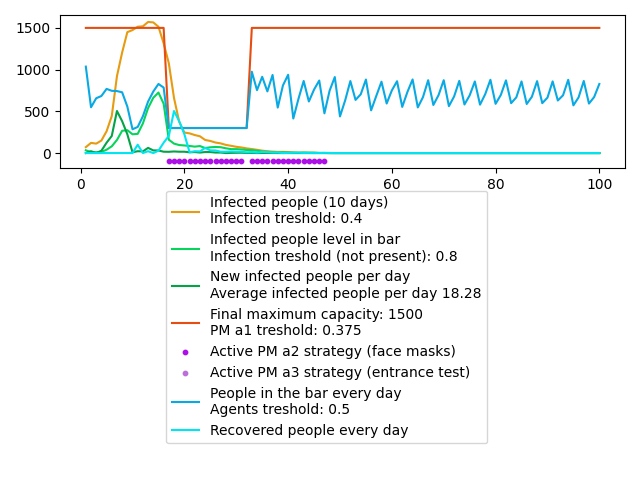 1500
1000
500
0
0 20 40 60 80 100
Infected people (10 days)
Infection treshold: 0.4
Infected people level in bar
Infection treshold (not present): 0.8
New infected people per day
Average infected people per day 18.28
Final maximum capacity: 1500
PM a1 treshold: 0.375
Active PM a2 strategy (face masks)
Active PM a3 strategy (entrance test)
People in the bar every day
Agents treshold: 0.5
Recovered people every day